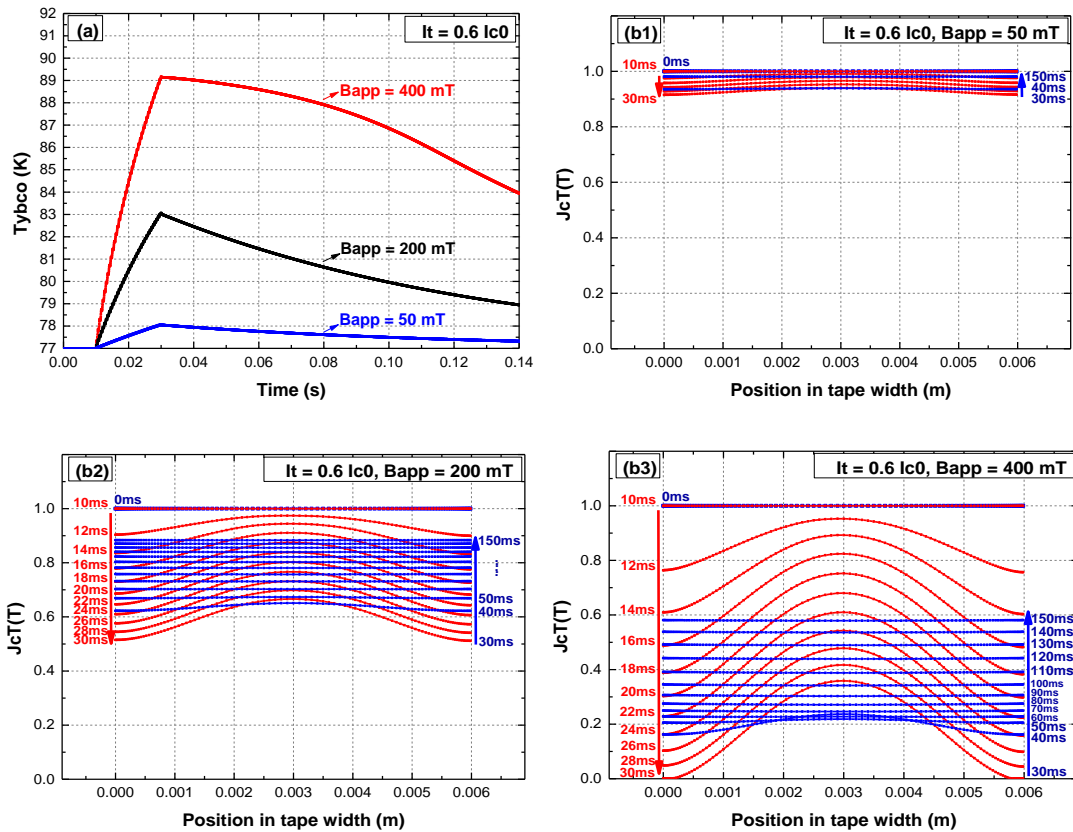 (a)
It = 0.6 Ic0
90
89
88
87
86
85
84
83
82
81
80
79
78
77
Tybco (K)
Bapp = 400 mT
Bapp = 200 mT
Bapp = 50 mT
0.00 0.02 0.04 0.06 0.08 0.10 0.12 0.14
Time (s)
(b1)
It = 0.6 Ic0, Bapp = 50 mT
10ms 0ms
30ms
150ms
40ms
30ms
1.0
0.8
0.6
0.4
0.2
0.0
JcT(T)
0.000 0.001 0.002 0.003 0.004 0.005 0.006
Position in tape width (m)
(b2)
It = 0.6 Ic0, Bapp = 200 mT
10ms 0ms
12ms
14ms
16ms
18ms
20ms
22ms
24ms
26ms
28ms
30ms
150ms
50ms
40ms
30ms
1.0
0.8
0.6
0.4
0.2
0.0
JcT(T)
0.000 0.001 0.002 0.003 0.004 0.005 0.006
Position in tape width (m)
(b3)
It = 0.6 Ic0, Bapp = 400 mT
10ms 0ms
12ms
14ms
16ms
18ms
20ms
22ms
24ms
26ms
28ms
30ms
150ms
140ms
130ms
120ms
110ms
100ms
90ms
80ms
70ms
60ms
50ms
40ms
30ms
1.0
0.8
0.6
0.4
0.2
0.0
JcT(T)
0.000 0.001 0.002 0.003 0.004 0.005 0.006
Position in tape width (m)